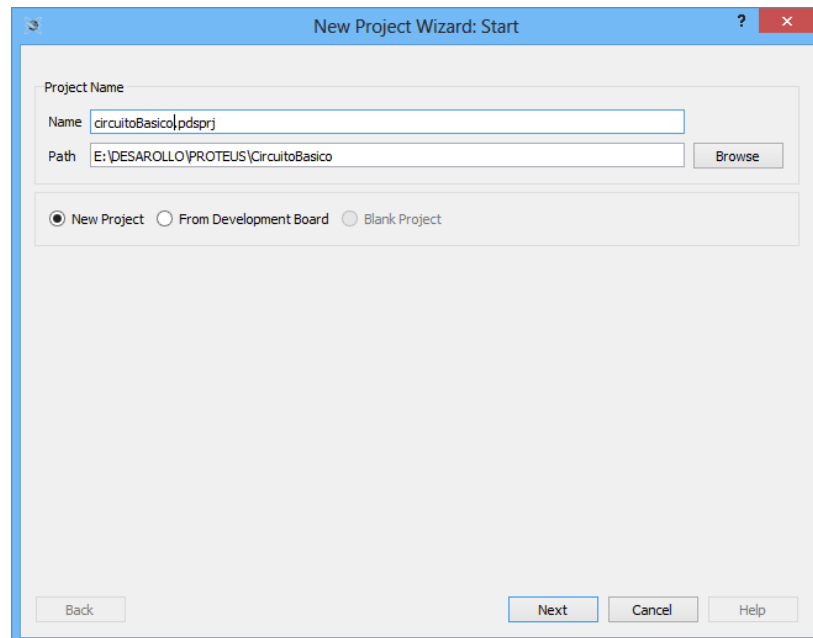 New Project Wizard: Start
?
Project Name
Name circuitoBasico.pdsprj
Path E:\DESAROLLO\PROTEUS\CircuitoBasico Browse
New Project From Development Board Blank Project
Back Next Cancel Help